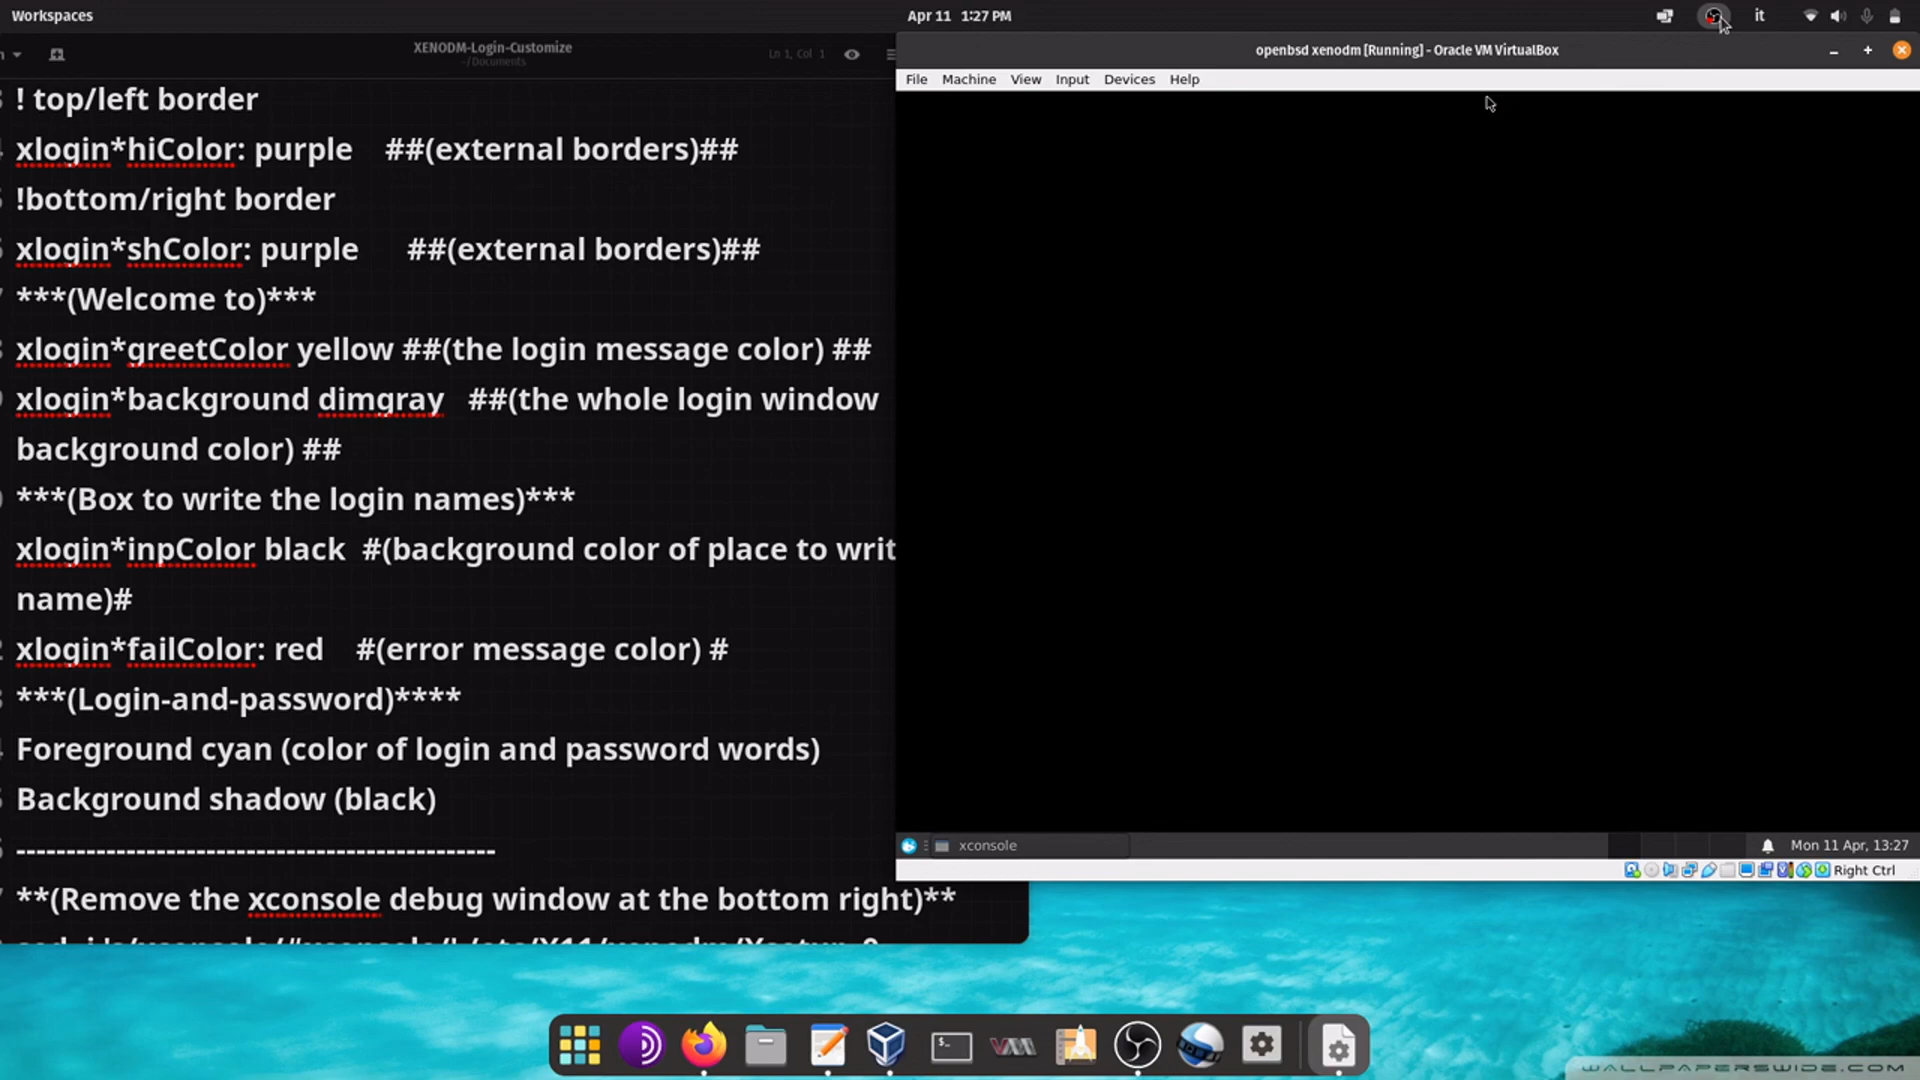 Workspaces
Apr 11 1:27 PM
it
XENODM-Login-Customize
~/Documents
Ln 1, Col 1
! top/left border
xlogin*hiColor: purple ##(external borders)##
!bottom/right border
xlogin*shColor: purple ##(external borders)##
***(Welcome to)***
xlogin*greetColor yellow ##(the login message color) ##
xlogin*background dimgray ##(the whole login window
background color) ##
***(Box to write the login names)***
xlogin*inpColor black #(background color of place to writ
name)#
xlogin*failColor: red #(error message color) #
***(Login-and-password)****
Foreground cyan (color of login and password words)
Background shadow (black)
---------------------------------------------
**(Remove the xconsole debug window at the bottom right)**
openbsd xenodm [Running] - Oracle VM VirtualBox
File Machine View Input Devices Help
xconsole
Mon 11 Apr, 13:27
Right Ctrl
WALLPAPERSWIDE.COM